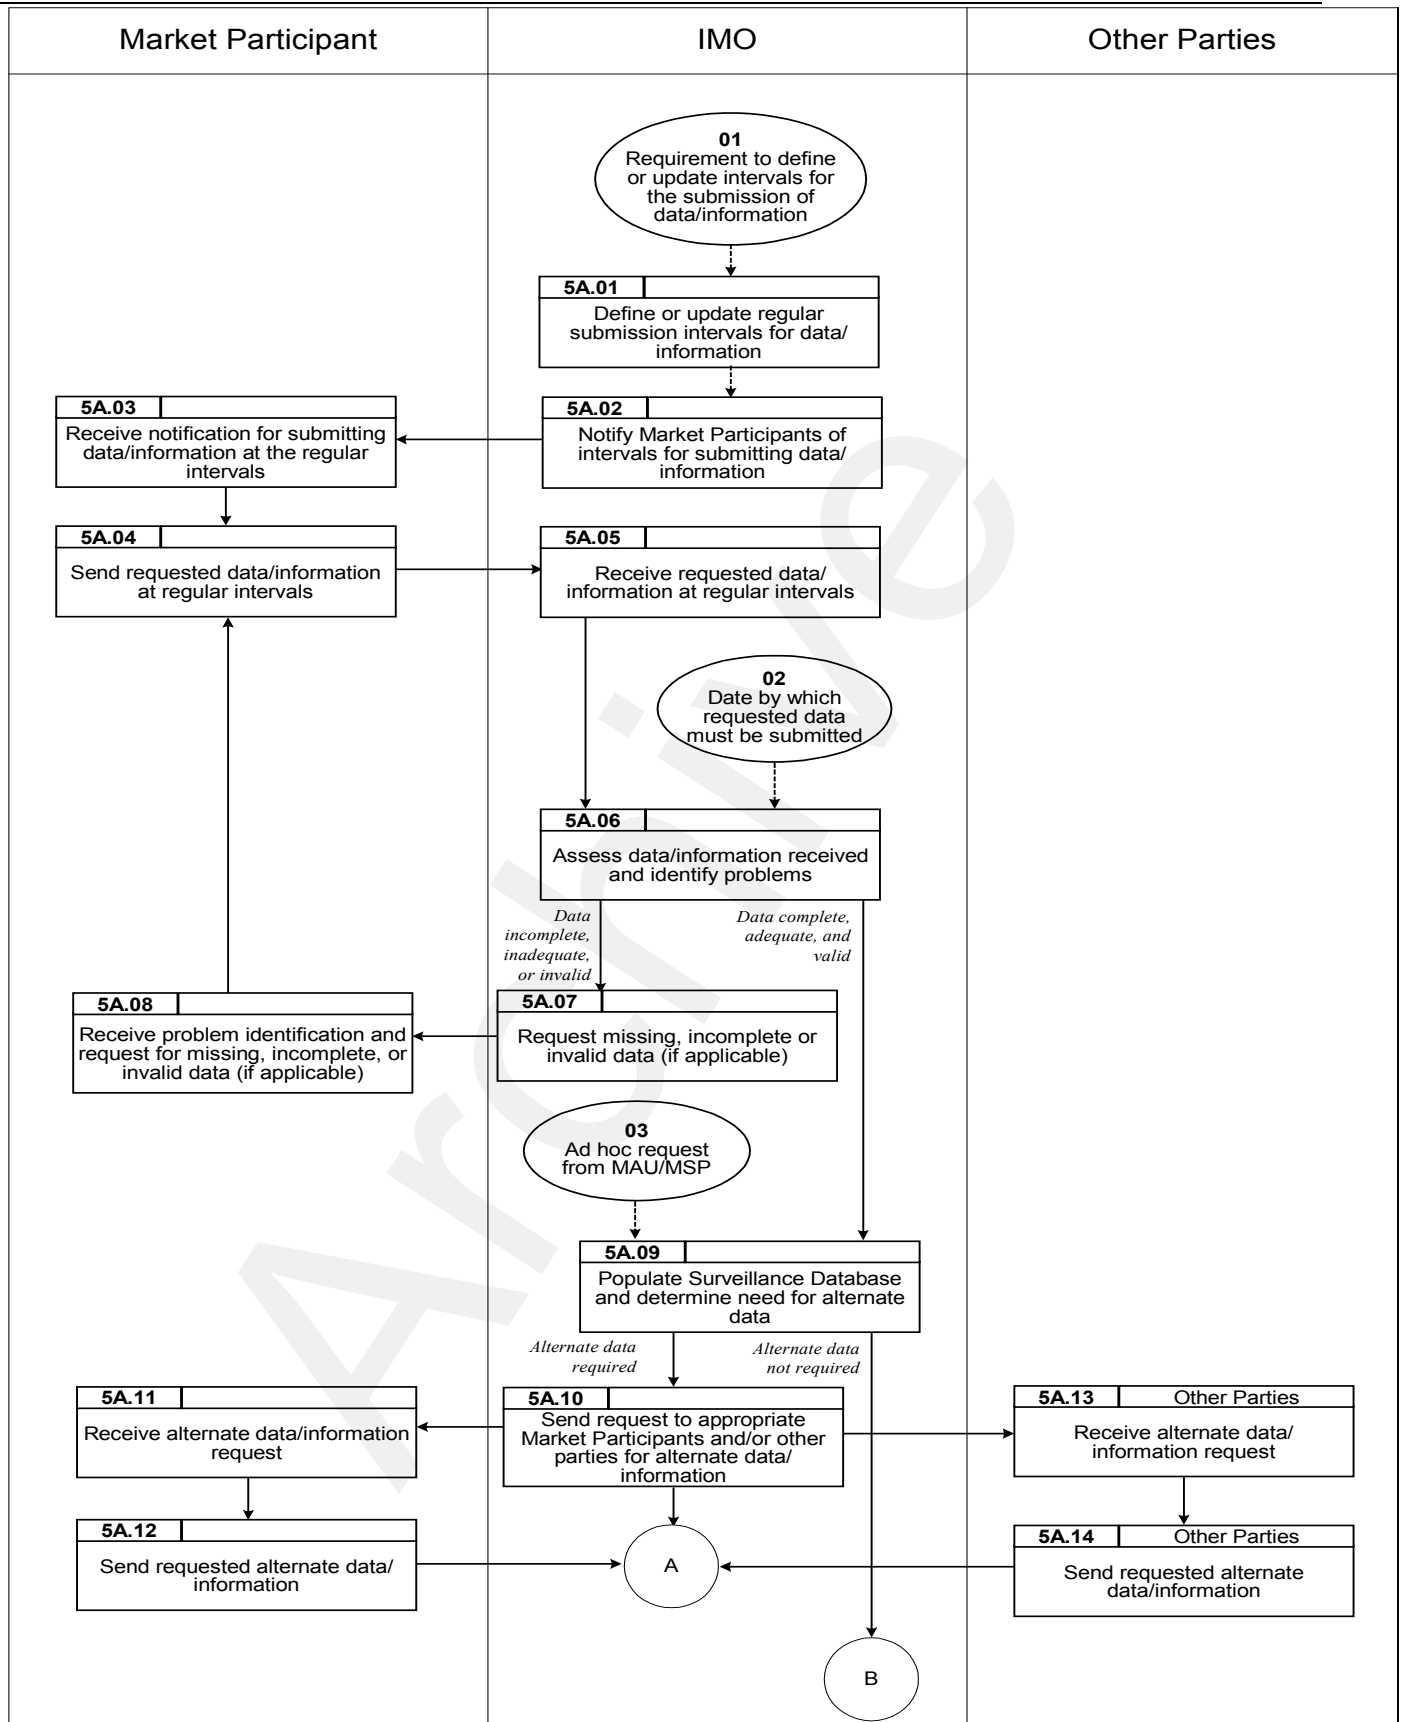 Market Participant
IMO
Other Parties
01
Requirement to define
or update intervals for
the submission of
data/information
5A.01
Define or update regular
submission intervals for data/
information
5A.03
Receive notification for submitting
data/information at the regular
intervals
5A.02
Notify Market Participants of
intervals for submitting data/
information
5A.04
Send requested data/information
at regular intervals
5A.05
Receive requested data/
information at regular intervals
02
Date by which
requested data
must be submitted
5A.06
Assess data/information received
and identify problems
Data
incomplete,
inadequate,
or invalid
Data complete,
adequate, and
valid
5A.08
Receive problem identification and
request for missing, incomplete, or
invalid data (if applicable)
5A.07
Request missing, incomplete or
invalid data (if applicable)
03
Ad hoc request
from MAU/MSP
5A.09
Populate Surveillance Database
and determine need for alternate
data
Alternate data
required
Alternate data
not required
5A.11
Receive alternate data/information
request
5A.10
Send request to appropriate
Market Participants and/or other
parties for alternate data/
information
5A.13 Other Parties
Receive alternate data/
information request
5A.12
Send requested alternate data/
information
A
5A.14 Other Parties
Send requested alternate
data/information
B
Archive